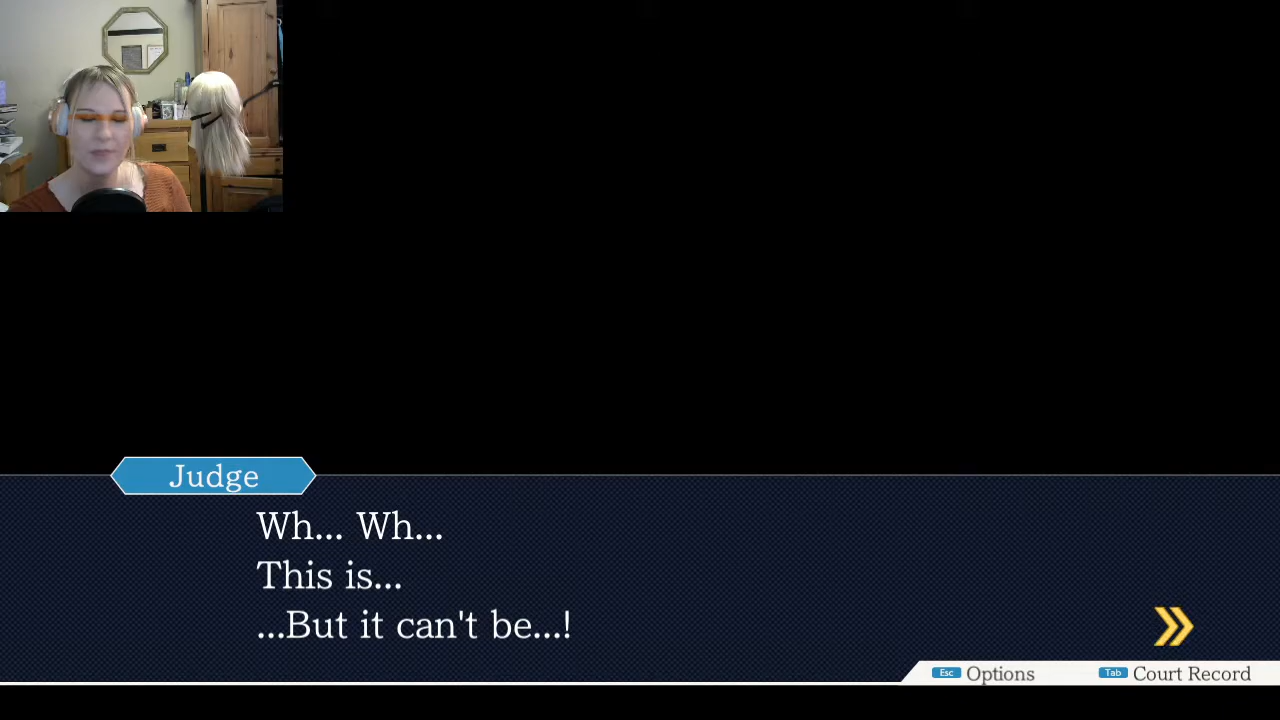 Judge
Wh... Wh...
This is...
...But it can't be...!
Esc Options Tab Court Record